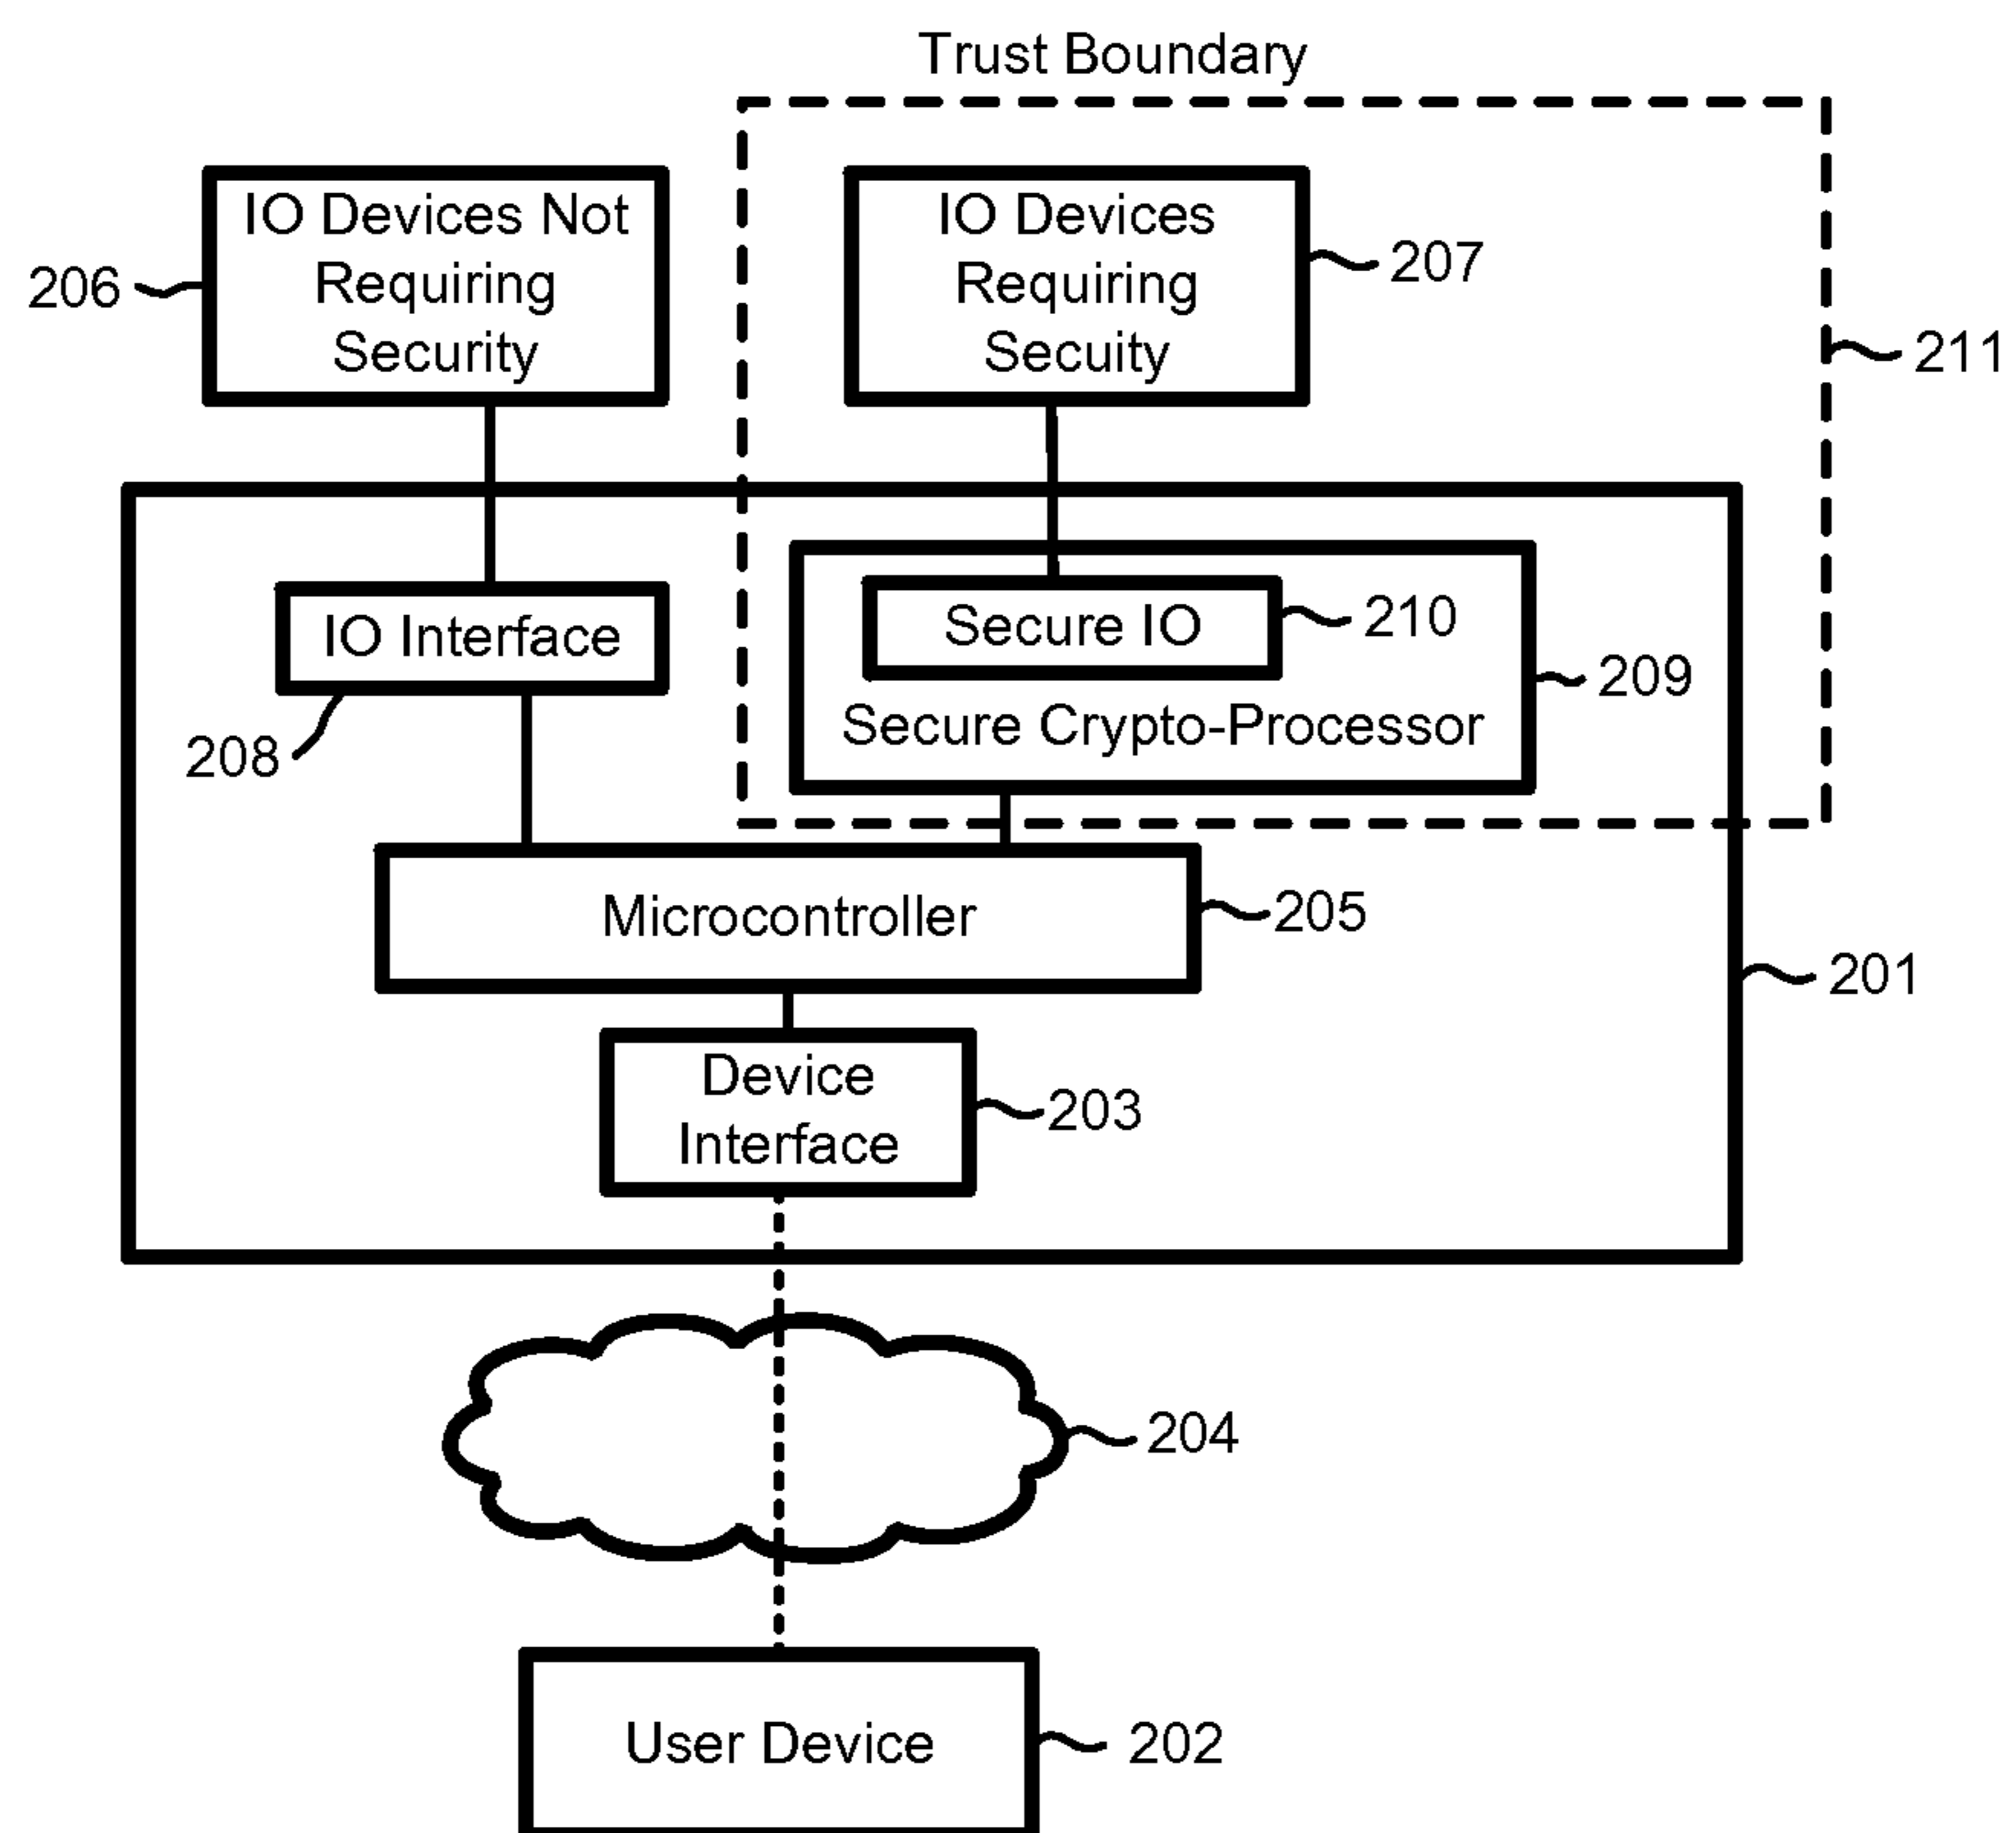 Trust Boundary
IO Devices Not
Requiring
Security
206
IO Devices
Requiring
Secuity
207
211
IO Interface
208
Secure IO
210
Secure Crypto-Processor
209
Microcontroller
205
201
Device
Interface
203
204
User Device
202